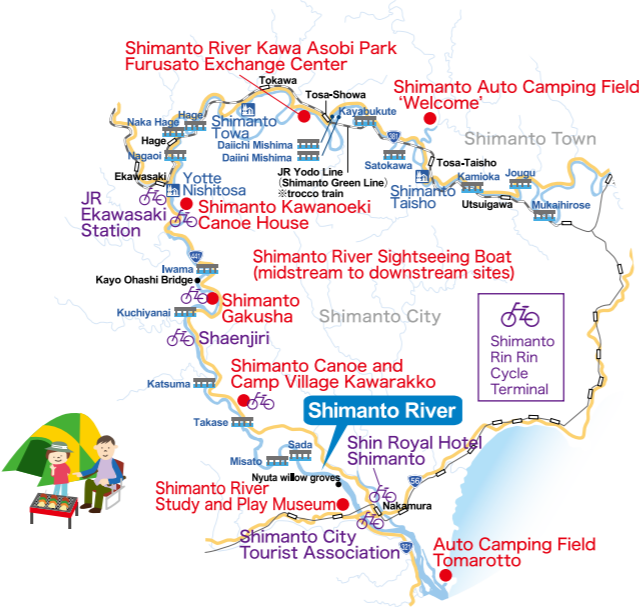 Shimanto River Kawa Asobi Park
Furusato Exchange Center
Tokawa
Tosa-Showa
Shimanto Auto Camping Field
‘Welcome’
Naka Hage
Hage
Shimanto
Towa
Kayabukute
Hage
Daiichi Mishima
Daiini Mishima
381
Shimanto Town
Nagaoi
Satokawa
Tosa-Taisho
JR Yodo Line
(Shimanto Green Line)
※trocco train
Ekawasaki
Yotte
Nishitosa
Shimanto
Taisho
Kamioka
Jougu
JR
Ekawasaki
Station
Shimanto Kawanoeki
Canoe House
Utsuigawa
Mukaihirose
441
Shimanto River Sightseeing Boat
(midstream to downstream sites)
Iwama
Kayo Ohashi Bridge
Shimanto
Gakusha
Kuchiyanai
Shimanto City
Shaenjiri
Shimanto
Rin Rin
Cycle
Terminal
Shimanto Canoe and
Camp Village Kawarakko
Katsuma
Shimanto River
Takase
Sada
Shin Royal Hotel
Shimanto
Misato
Nyuta willow groves
56
Shimanto River
Study and Play Museum
Nakamura
Shimanto City
Tourist Association
321
Auto Camping Field
Tomarotto